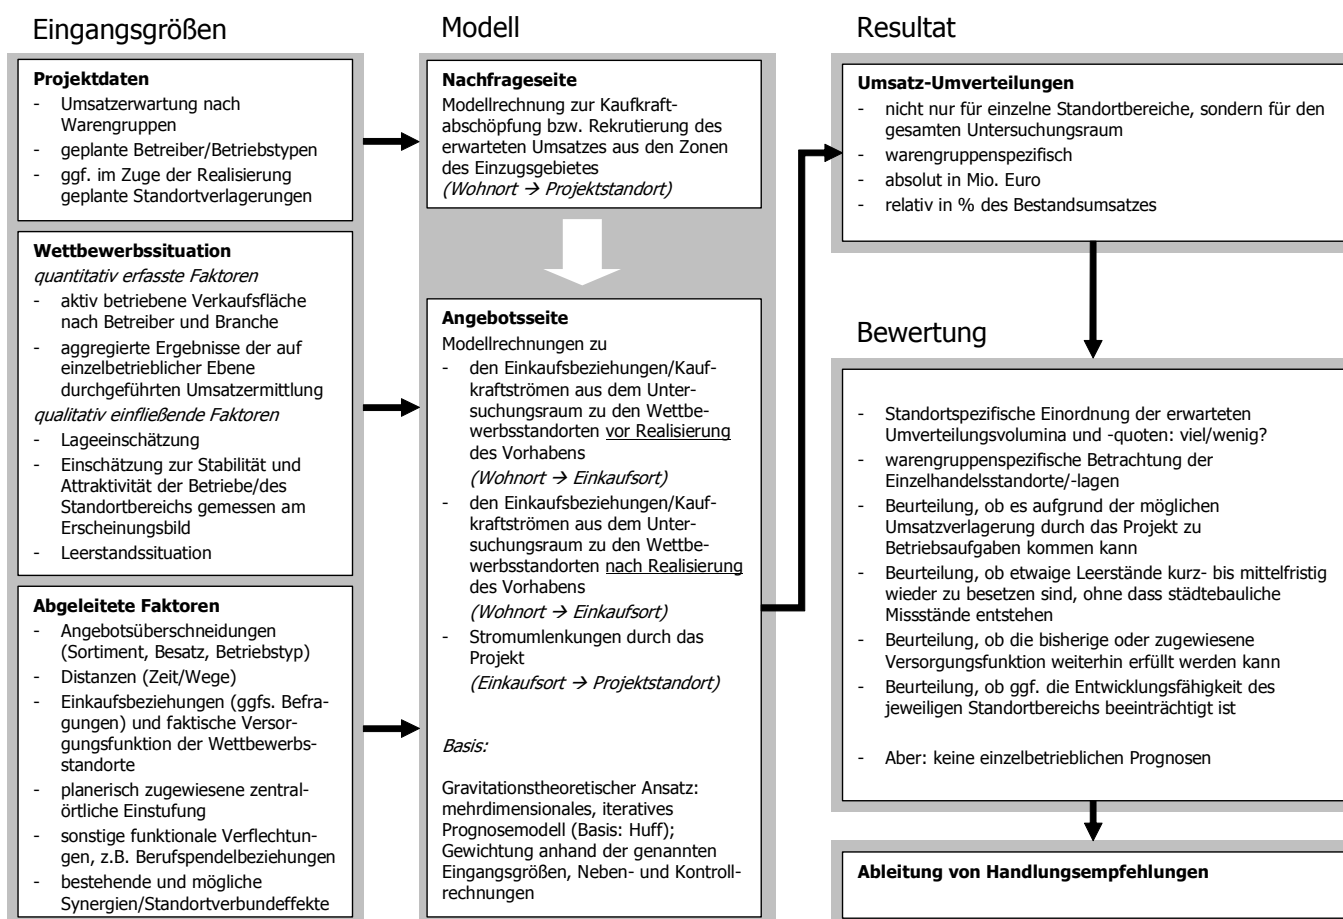 Eingangsgrößen
Projektdaten
- Umsatzerwartung nach
Warengruppen
- geplante Betreiber/Betriebstypen
- ggf. im Zuge der Realisierung
geplante Standortverlagerungen
Wettbewerbssituation
quantitativ erfasste Faktoren
- aktiv betriebene Verkaufsfläche
nach Betreiber und Branche
- aggregierte Ergebnisse der auf
einzelbetrieblicher Ebene
durchgeführten Umsatzermittlung
qualitativ einfließende Faktoren
- Lageeinschätzung
- Einschätzung zur Stabilität und
Attraktivität der Betriebe/des
Standortbereichs gemessen am
Erscheinungsbild
- Leerstandssituation
Abgeleitete Faktoren
- Angebotsüberschneidungen
(Sortiment, Besatz, Betriebstyp)
- Distanzen (Zeit/Wege)
- Einkaufsbeziehungen (ggfs. Befra-
gungen) und faktische Versor-
gungsfunktion der Wettbewerbs-
standorte
- planerisch zugewiesene zentral-
örtliche Einstufung
- sonstige funktionale Verflechtun-
gen, z.B. Berufspendelbeziehungen
- bestehende und mögliche
Synergien/Standortverbundeffekte
Modell
Nachfrageseite
Modellrechnung zur Kaufkraft-
abschöpfung bzw. Rekrutierung des
erwarteten Umsatzes aus den Zonen
des Einzugsgebietes
(Wohnort → Projektstandort)
Angebotsseite
Modellrechnungen zu
- den Einkaufsbeziehungen/Kauf-
kraftströmen aus dem Unter-
suchungsraum zu den Wettbe-
werbsstandorten vor Realisierung
des Vorhabens
(Wohnort → Einkaufsort)
- den Einkaufsbeziehungen/Kauf-
kraftströmen aus dem Unter-
suchungsraum zu den Wettbe-
werbsstandorten nach Realisierung
des Vorhabens
(Wohnort → Einkaufsort)
- Stromumlenkungen durch das
Projekt
(Einkaufsort → Projektstandort)
Basis:
Gravitationstheoretischer Ansatz:
mehrdimensionales, iteratives
Prognosemodell (Basis: Huff);
Gewichtung anhand der genannten
Eingangsgrößen, Neben- und Kontroll-
rechnungen
Resultat
Umsatz-Umverteilungen
- nicht nur für einzelne Standortbereiche, sondern für den
gesamten Untersuchungsraum
- warengruppenspezifisch
- absolut in Mio. Euro
- relativ in % des Bestandsumsatzes
Bewertung
- Standortspezifische Einordnung der erwarteten
Umverteilungsvolumina und -quoten: viel/wenig?
- warengruppenspezifische Betrachtung der
Einzelhandelsstandorte/-lagen
- Beurteilung, ob es aufgrund der möglichen
Umsatzverlagerung durch das Projekt zu
Betriebsaufgaben kommen kann
- Beurteilung, ob etwaige Leerstände kurz- bis mittelfristig
wieder zu besetzen sind, ohne dass städtebauliche
Missstände entstehen
- Beurteilung, ob die bisherige oder zugewiesene
Versorgungsfunktion weiterhin erfüllt werden kann
- Beurteilung, ob ggf. die Entwicklungsfähigkeit des
jeweiligen Standortbereichs beeinträchtigt ist
- Aber: keine einzelbetrieblichen Prognosen
Ableitung von Handlungsempfehlungen